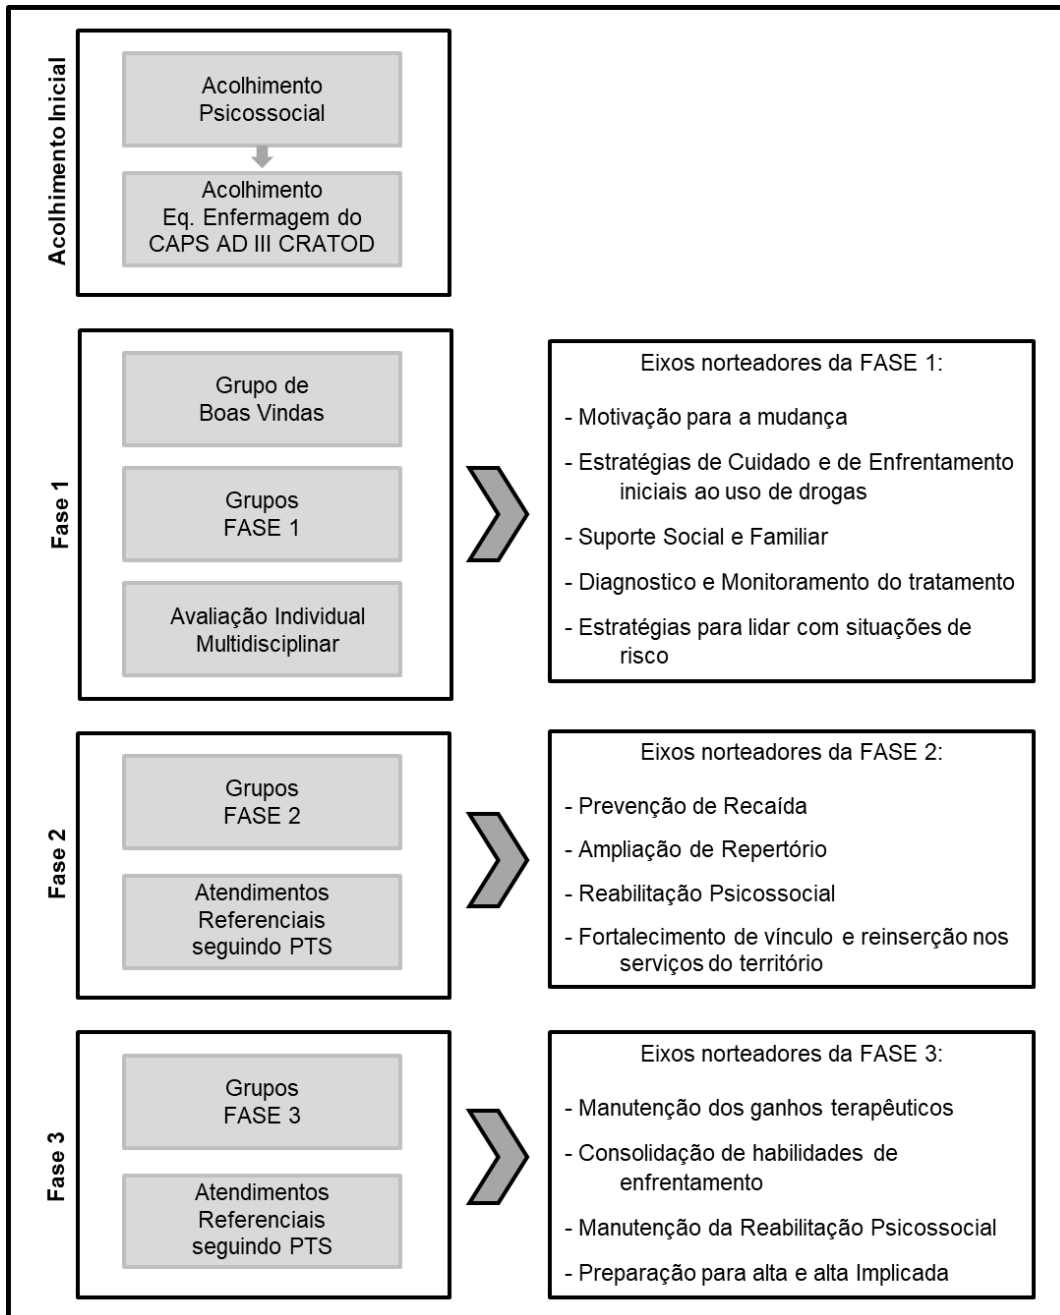 Acolhimento Inicial
Acolhimento
Psicossocial
Acolhimento
Eq. Enfermagem do
CAPS AD III CRATOD
Fase 1
Grupo de
Boas Vindas
Grupos
FASE 1
Avaliação Individual
Multidisciplinar
Eixos norteadores da FASE 1:
- Motivação para a mudança
- Estratégias de Cuidado e de Enfrentamento
iniciais ao uso de drogas
- Suporte Social e Familiar
- Diagnostico e Monitoramento do tratamento
- Estratégias para lidar com situações de
risco
Fase 2
Grupos
FASE 2
Atendimentos
Referenciais
seguindo PTS
Eixos norteadores da FASE 2:
- Prevenção de Recaída
- Ampliação de Repertório
- Reabilitação Psicossocial
- Fortalecimento de vínculo e reinserção nos
serviços do território
Fase 3
Grupos
FASE 3
Atendimentos
Referenciais
seguindo PTS
Eixos norteadores da FASE 3:
- Manutenção dos ganhos terapêuticos
- Consolidação de habilidades de
enfrentamento
- Manutenção da Reabilitação Psicossocial
- Preparação para alta e alta Implicada